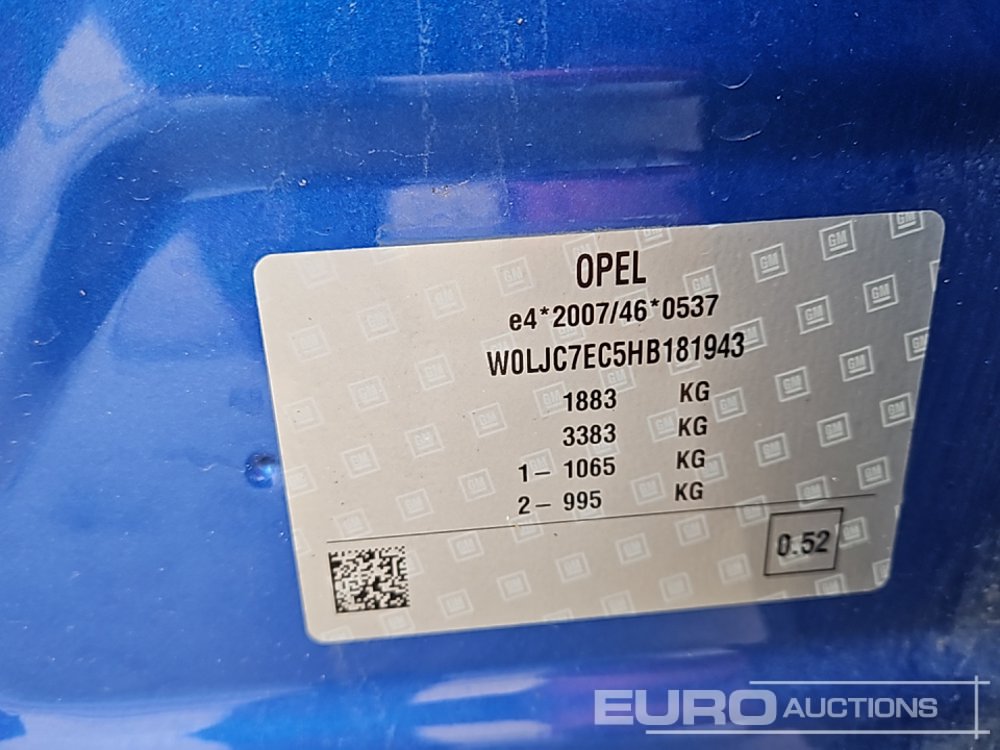 OPEL
e4*2007/46*0537
W0LJC7EC5HB181943
1883 KG
3383 KG
1- 1065 KG
2- 995 KG
0.52
EURO AUCTIONS